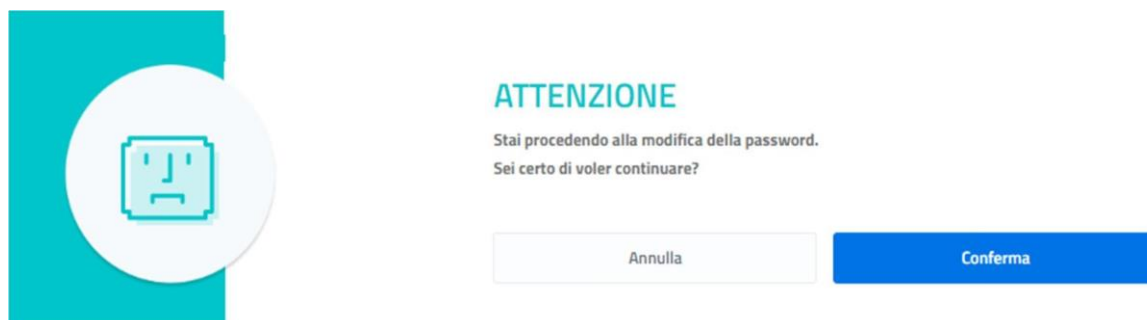 ATTENZIONE
Stai procedendo alla modifica della password.
Sei certo di voler continuare?
Annulla
Conferma